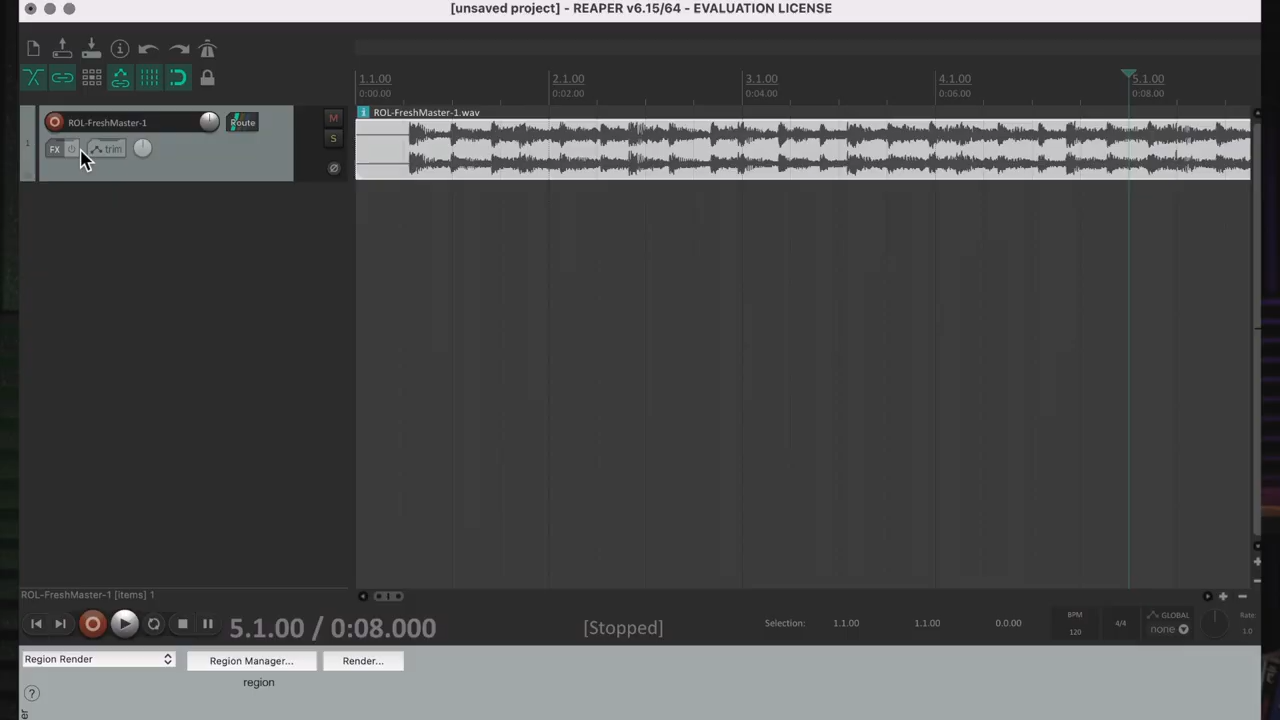 [unsaved project] - REAPER v6.15/64 - EVALUATION LICENSE
1.1.00 2.1.00 3.1.00 4.1.00 5.1.00
0:00.00 0:02.00 0:04.00 0:06.00 0:08.00
i ROL-FreshMaster-1.wav
1 ROL-FreshMaster-1 Route M
FX trim S
ROL-FreshMaster-1 [items] 1
5.1.00 / 0:08.000 [Stopped] Selection: 1.1.00 1.1.00 0.0.00
BPM
120
4/4
GLOBAL
none
Rate:
1.0
Region Render Region Manager... Render...
region
?
er